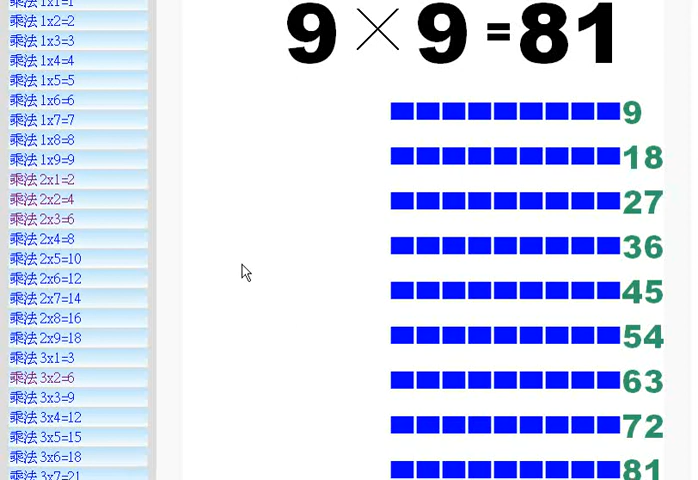 乘法 1x1=1
乘法 1x2=2
乘法 1x3=3
乘法 1x4=4
乘法 1x5=5
乘法 1x6=6
乘法 1x7=7
乘法 1x8=8
乘法 1x9=9
乘法 2x1=2
乘法 2x2=4
乘法 2x3=6
乘法 2x4=8
乘法 2x5=10
乘法 2x6=12
乘法 2x7=14
乘法 2x8=16
乘法 2x9=18
乘法 3x1=3
乘法 3x2=6
乘法 3x3=9
乘法 3x4=12
乘法 3x5=15
乘法 3x6=18
乘法 3x7=21
9×9=81
9
18
27
36
45
54
63
72
81